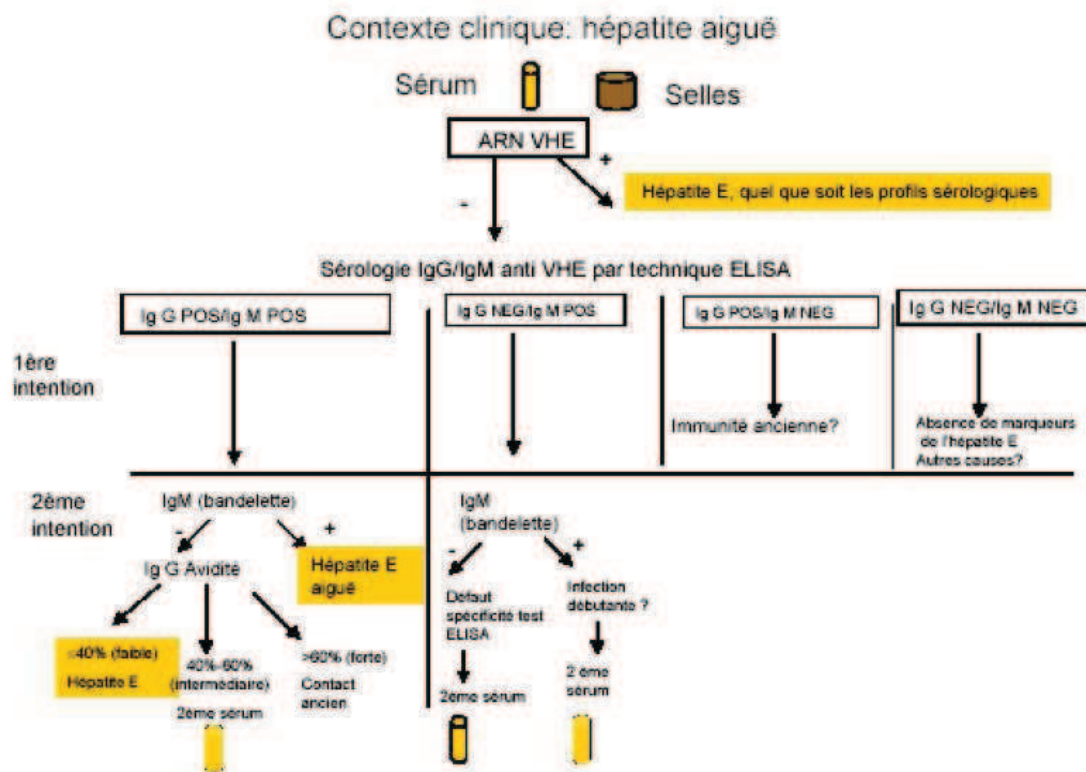 Contexte clinique: hépatite aiguë
Sérum
Selles
ARN VHE
+
-
Hépatite E, quel que soit les profils sérologiques
Sérologie IgG/IgM anti VHE par technique ELISA
Ig G POS/Ig M POS
Ig G NEG/Ig M POS
Ig G POS/Ig M NEG
Ig G NEG/Ig M NEG
1ère
intention
Immunité ancienne?
Absence de marqueurs
de l'hépatite E
Autres causes?
2ème
intention
IgM (bandelette)
-
+
Ig G Avidité
Hépatite E
aiguë
40% (faible)
Hépatite E
40%-60%
(intermédiaire)
2ème sérum
>60% (forte)
Contact
ancien
IgM
(bandelette)
-
+
Défaut
spécificité test
ELISA
2ème sérum
Infection
débutante ?
2 ème
sérum